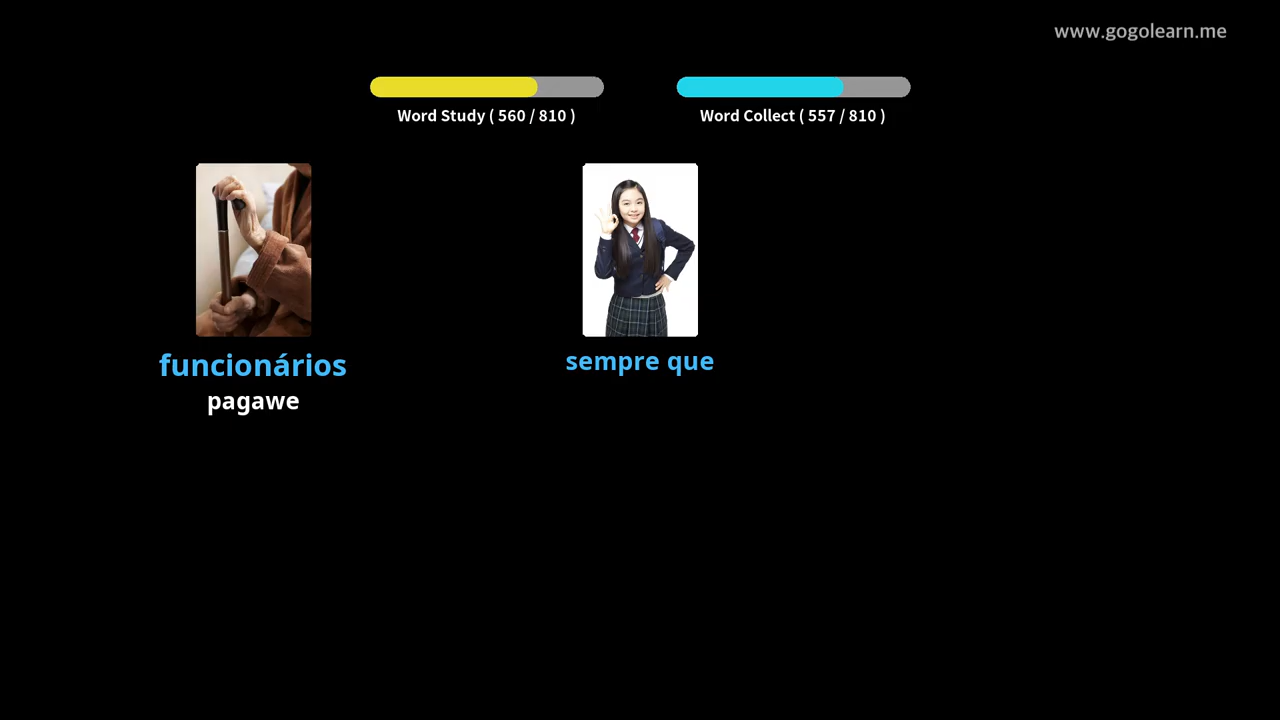 www.gogolearn.me
Word Study ( 560 / 810 )
Word Collect ( 557 / 810 )
funcionários
pagawe
sempre que